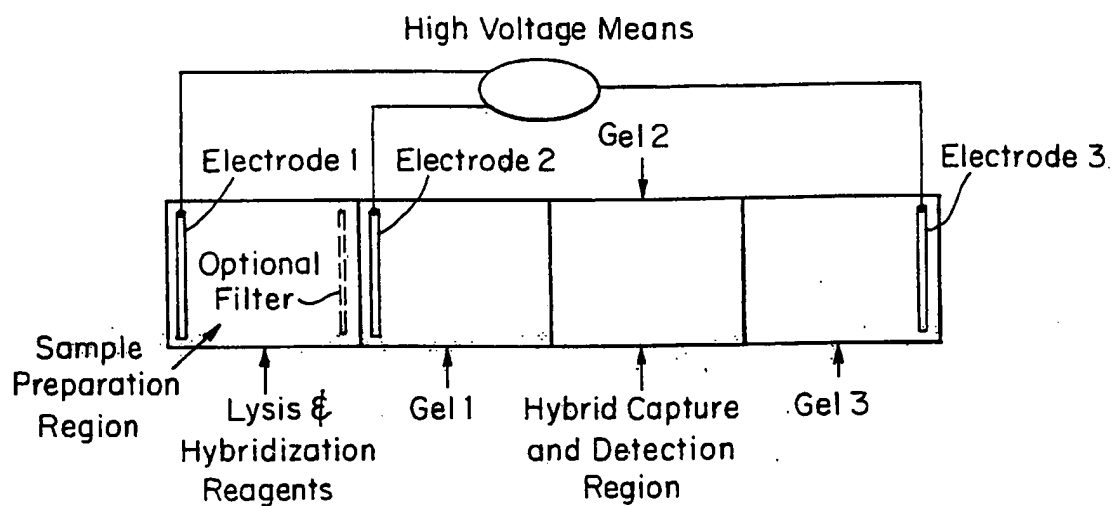 High Voltage Means
Gel 2
Electrode 1
Electrode 2
Electrode 3
Optional
Filter
Sample
Preparation
Region
Lysis &
Hybridization
Reagents
Gel 1
Hybrid Capture
and Detection
Region
Gel 3